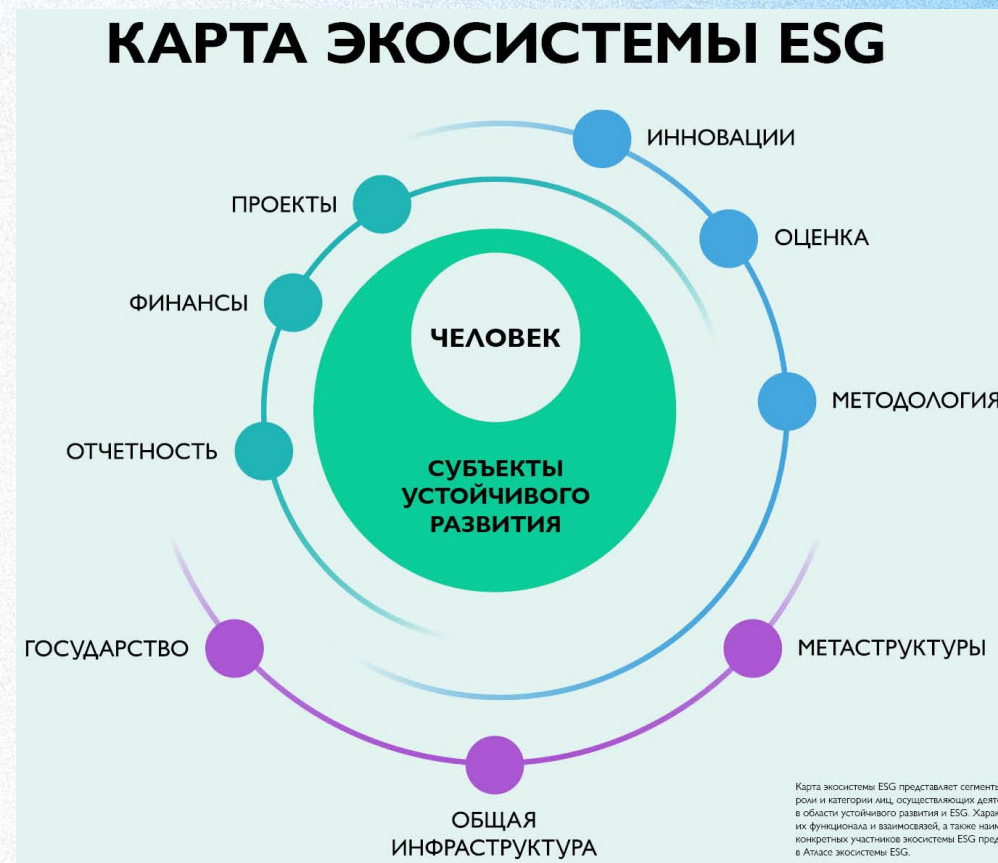 КАРТА ЭКОСИСТЕМЫ ESG
ИННОВАЦИИ
ПРОЕКТЫ
ОЦЕНКА
ФИНАНСЫ
ЧЕЛОВЕК
МЕТОДОЛОГИЯ
ОТЧЕТНОСТЬ
СУБЪЕКТЫ
УСТОЙЧИВОГО
РАЗВИТИЯ
ГОСУДАРСТВО
МЕТАСТРУКТУРЫ
ОБЩАЯ
ИНФРАСТРУКТУРА
Карта экосистемы ESG представляет сегменты
роли и категории лиц, осуществляющих
в области устойчивого развития и ESG.
их функционала и взаимосвязей, а также
конкретных участников экосистемы ESG
в Атласе экосистемы ESG.